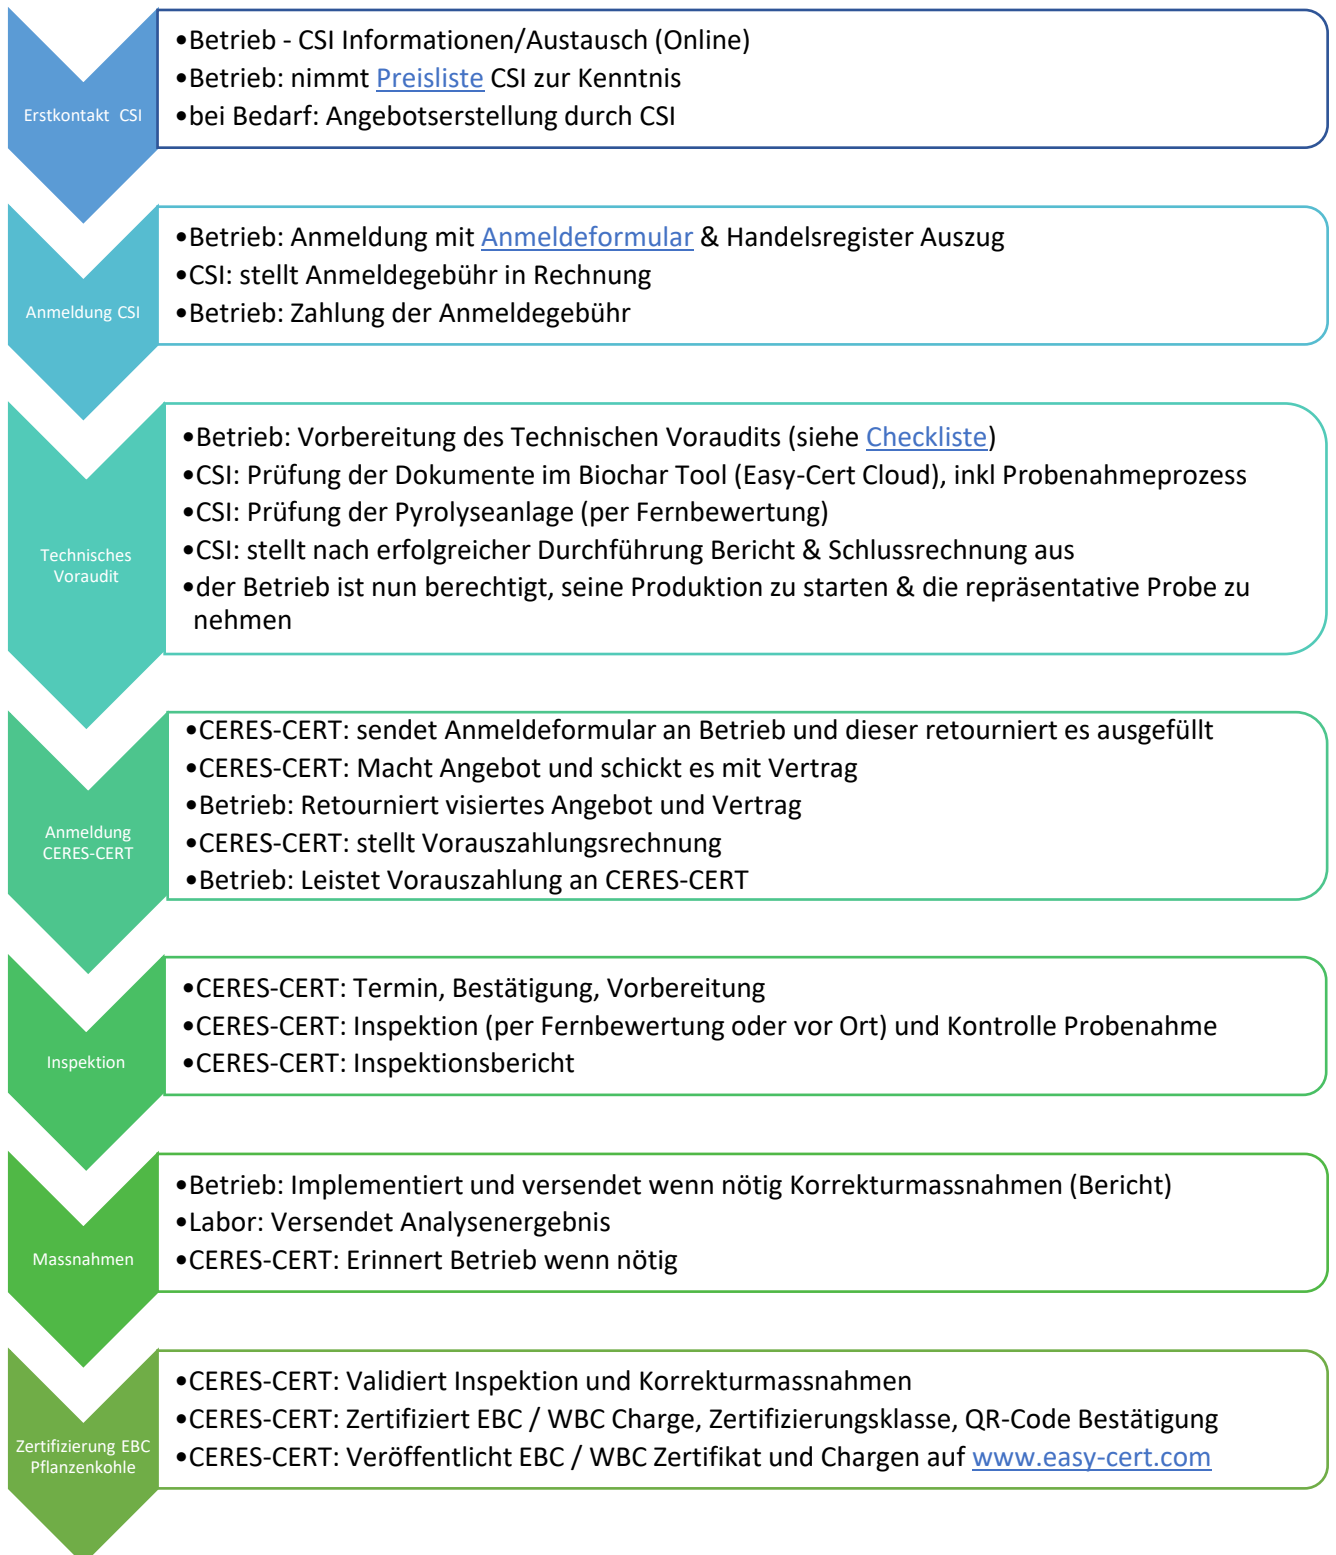 Erstkontakt CSI
•Betrieb - CSI Informationen/Austausch (Online)
•Betrieb: nimmt Preisliste CSI zur Kenntnis
•bei Bedarf: Angebotserstellung durch CSI
Anmeldung CSI
•Betrieb: Anmeldung mit Anmeldeformular & Handelsregister Auszug
•CSI: stellt Anmeldegebühr in Rechnung
•Betrieb: Zahlung der Anmeldegebühr
Technisches
Voraudit
•Betrieb: Vorbereitung des Technischen Voraudits (siehe Checkliste)
•CSI: Prüfung der Dokumente im Biochar Tool (Easy-Cert Cloud), inkl Probenahmeprozess
•CSI: Prüfung der Pyrolyseanlage (per Fernbewertung)
•CSI: stellt nach erfolgreicher Durchführung Bericht & Schlussrechnung aus
•der Betrieb ist nun berechtigt, seine Produktion zu starten & die repräsentative Probe zu
nehmen
Anmeldung
CERES-CERT
•CERES-CERT: sendet Anmeldeformular an Betrieb und dieser retourniert es ausgefüllt
•CERES-CERT: Macht Angebot und schickt es mit Vertrag
•Betrieb: Retourniert visiertes Angebot und Vertrag
•CERES-CERT: stellt Vorauszahlungsrechnung
•Betrieb: Leistet Vorauszahlung an CERES-CERT
Inspektion
•CERES-CERT: Termin, Bestätigung, Vorbereitung
•CERES-CERT: Inspektion (per Fernbewertung oder vor Ort) und Kontrolle Probenahme
•CERES-CERT: Inspektionsbericht
Massnahmen
•Betrieb: Implementiert und versendet wenn nötig Korrekturmassnahmen (Bericht)
•Labor: Versendet Analysenergebnis
•CERES-CERT: Erinnert Betrieb wenn nötig
Zertifizierung EBC
Pflanzenkohle
•CERES-CERT: Validiert Inspektion und Korrekturmassnahmen
•CERES-CERT: Zertifiziert EBC / WBC Charge, Zertifizierungsklasse, QR-Code Bestätigung
•CERES-CERT: Veröffentlicht EBC / WBC Zertifikat und Chargen auf www.easy-cert.com